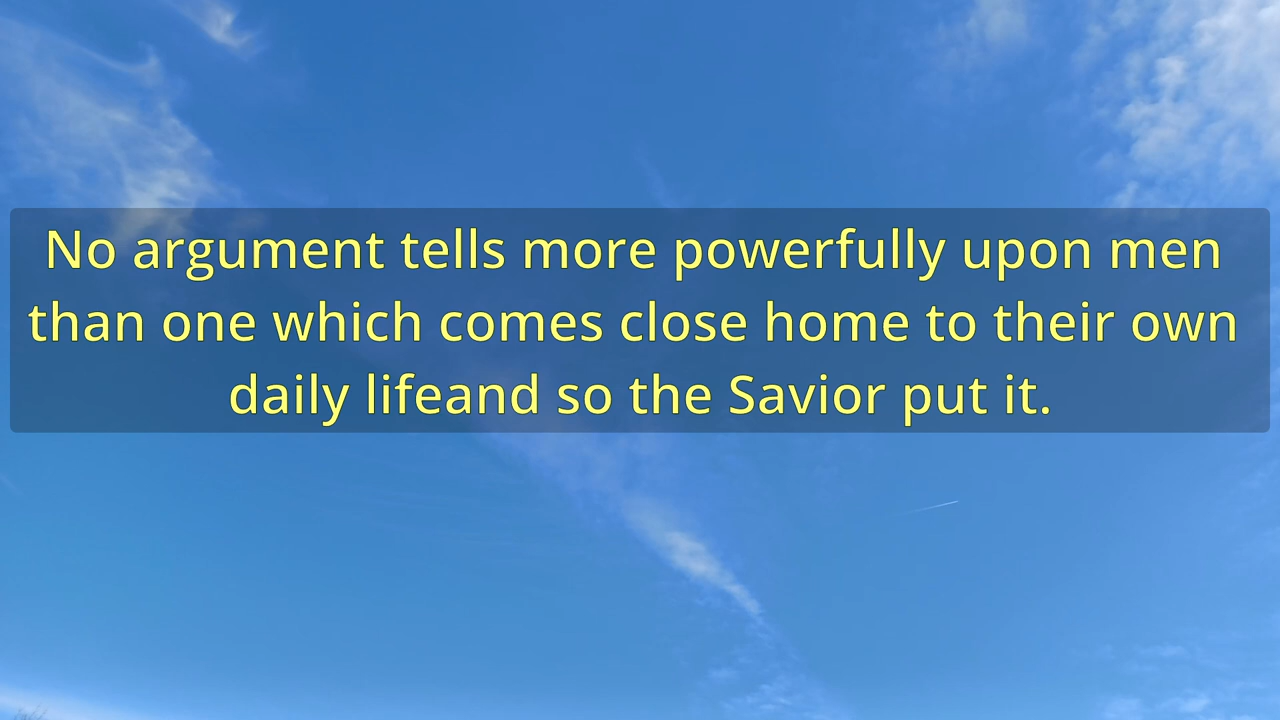 No argument tells more powerfully upon men
than one which comes close home to their own
daily lifeand so the Savior put it.